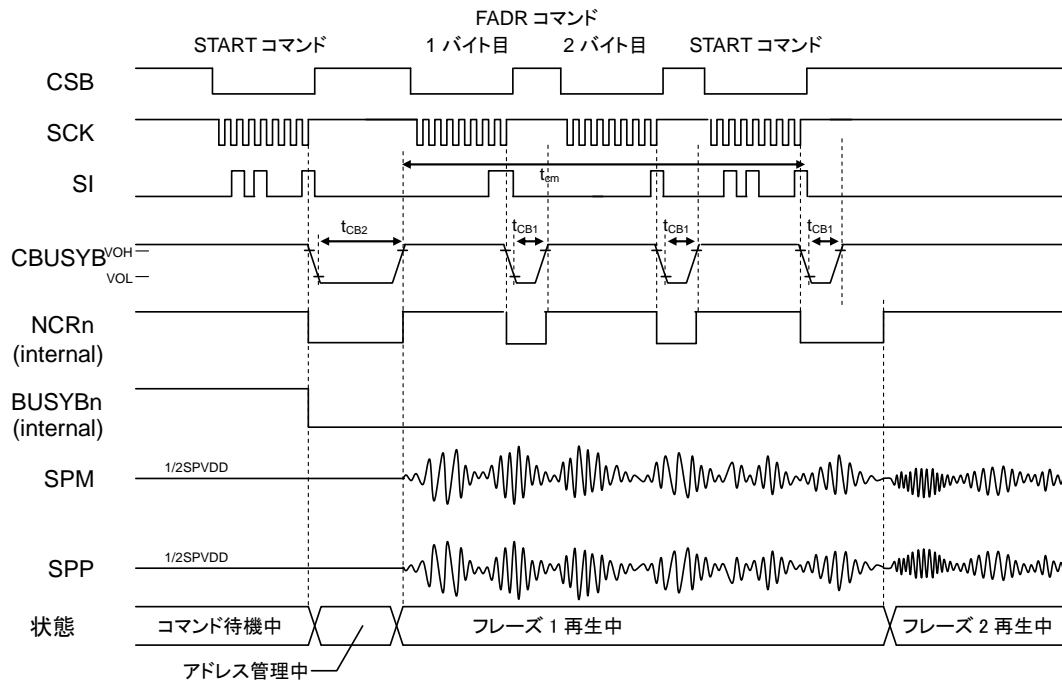 FADR コマンド
START コマンド 1 バイト目 2 バイト目 START コマンド
CSB
SCK
SI
tcm
tCB2 tCB1 tCB1 tCB1
CBUSYB VOH
VOL
NCRn
(internal)
BUSYBn
(internal)
SPM 1/2SPVDD
SPP 1/2SPVDD
状態 コマンド待機中 フレーズ 1 再生中 フレーズ 2 再生中
アドレス管理中